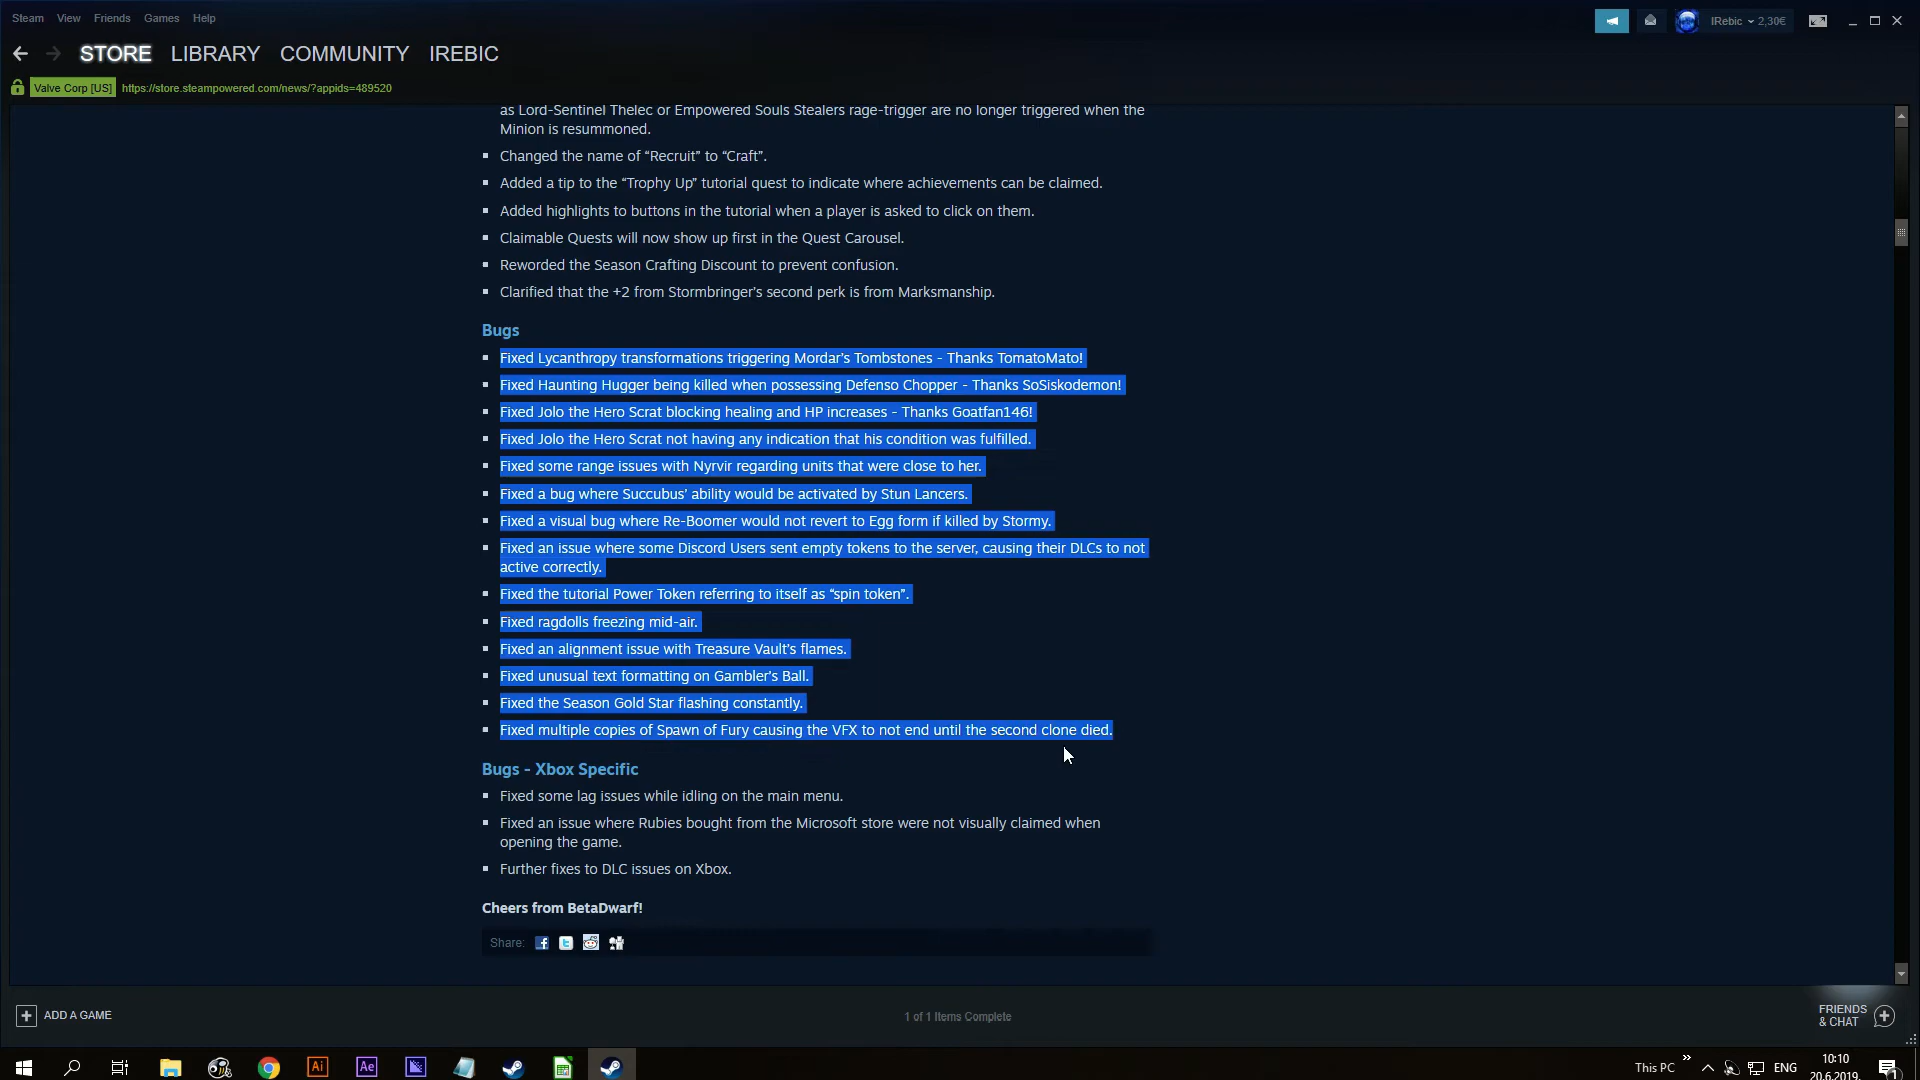 Steam View Friends Games Help
IRebic 2,30€
STORE LIBRARY COMMUNITY IREBIC
Valve Corp [US] https://store.steampowered.com/news/?appids=489520
as Lord-Sentinel Thelec or Empowered Souls Stealers rage-trigger are no longer triggered when the
Minion is resummoned.
Changed the name of “Recruit” to “Craft”.
Added a tip to the “Trophy Up” tutorial quest to indicate where achievements can be claimed.
Added highlights to buttons in the tutorial when a player is asked to click on them.
Claimable Quests will now show up first in the Quest Carousel.
Reworded the Season Crafting Discount to prevent confusion.
Clarified that the +2 from Stormbringer’s second perk is from Marksmanship.
Bugs
Fixed Lycanthropy transformations triggering Mordar’s Tombstones - Thanks TomatoMato!
Fixed Haunting Hugger being killed when possessing Defenso Chopper - Thanks SoSiskodemon!
Fixed Jolo the Hero Scrat blocking healing and HP increases - Thanks Goatfan146!
Fixed Jolo the Hero Scrat not having any indication that his condition was fulfilled.
Fixed some range issues with Nyrvir regarding units that were close to her.
Fixed a bug where Succubus’ ability would be activated by Stun Lancers.
Fixed a visual bug where Re-Boomer would not revert to Egg form if killed by Stormy.
Fixed an issue where some Discord Users sent empty tokens to the server, causing their DLCs to not
active correctly.
Fixed the tutorial Power Token referring to itself as “spin token”.
Fixed ragdolls freezing mid-air.
Fixed an alignment issue with Treasure Vault’s flames.
Fixed unusual text formatting on Gambler’s Ball.
Fixed the Season Gold Star flashing constantly.
Fixed multiple copies of Spawn of Fury causing the VFX to not end until the second clone died.
Bugs - Xbox Specific
Fixed some lag issues while idling on the main menu.
Fixed an issue where Rubies bought from the Microsoft store were not visually claimed when
opening the game.
Further fixes to DLC issues on Xbox.
Cheers from BetaDwarf!
Share:
ADD A GAME
1 of 1 Items Complete
FRIENDS
& CHAT
Ai Ae
This PC
ENG
10:10
20.6.2019.
1